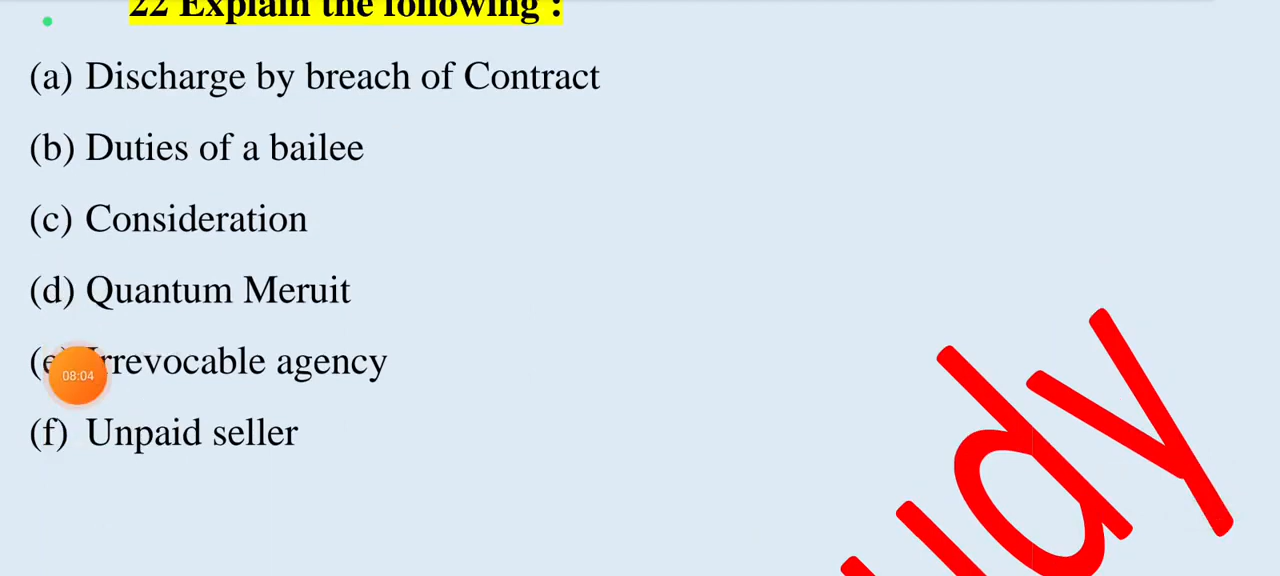 22 Explain the following :
(a) Discharge by breach of Contract
(b) Duties of a bailee
(c) Consideration
(d) Quantum Meruit
(e) Irrevocable agency
08:04
(f) Unpaid seller
udy